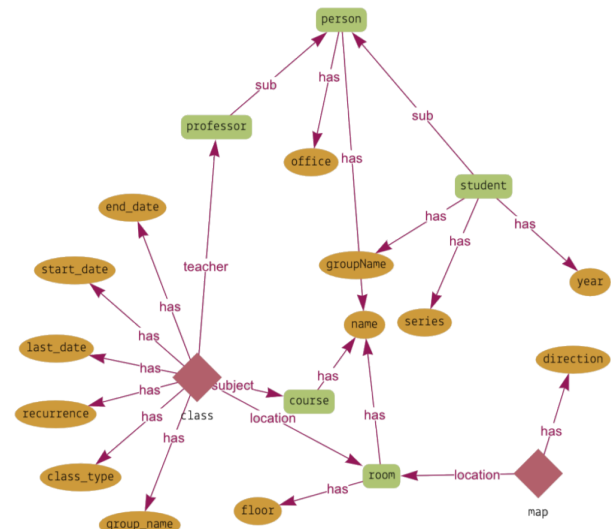 person
sub
has
professor
sub
office
has
student
has
has
has
end_date
teacher
groupName
start_date
year
has
name
series
has
last_date
direction
has
has
subject
has
course
recurrence
has
class
location
has
has
has
class_type
room
location
has
floor
map
group_name